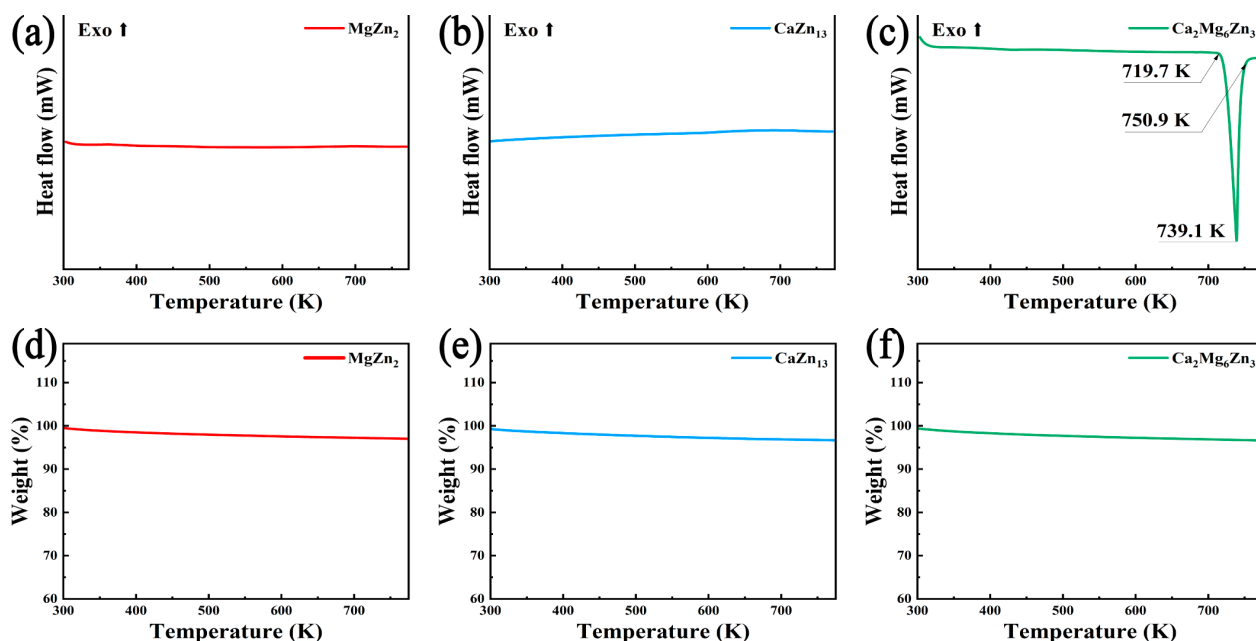 (a)
Exo ⬆
MgZn₂
Heat flow (mW)
300 400 500 600 700
Temperature (K)
(b)
Exo ⬆
CaZn₁₃
Heat flow (mW)
300 400 500 600 700
Temperature (K)
(c)
Exo ⬆
Ca₂Mg₆Zn₃
719.7 K
750.9 K
739.1 K
Heat flow (mW)
300 400 500 600 700
Temperature (K)
(d)
MgZn₂
Weight (%)
110
100
90
80
70
60
300 400 500 600 700
Temperature (K)
(e)
CaZn₁₃
Weight (%)
110
100
90
80
70
60
300 400 500 600 700
Temperature (K)
(f)
Ca₂Mg₆Zn₃
Weight (%)
110
100
90
80
70
60
300 400 500 600 700
Temperature (K)